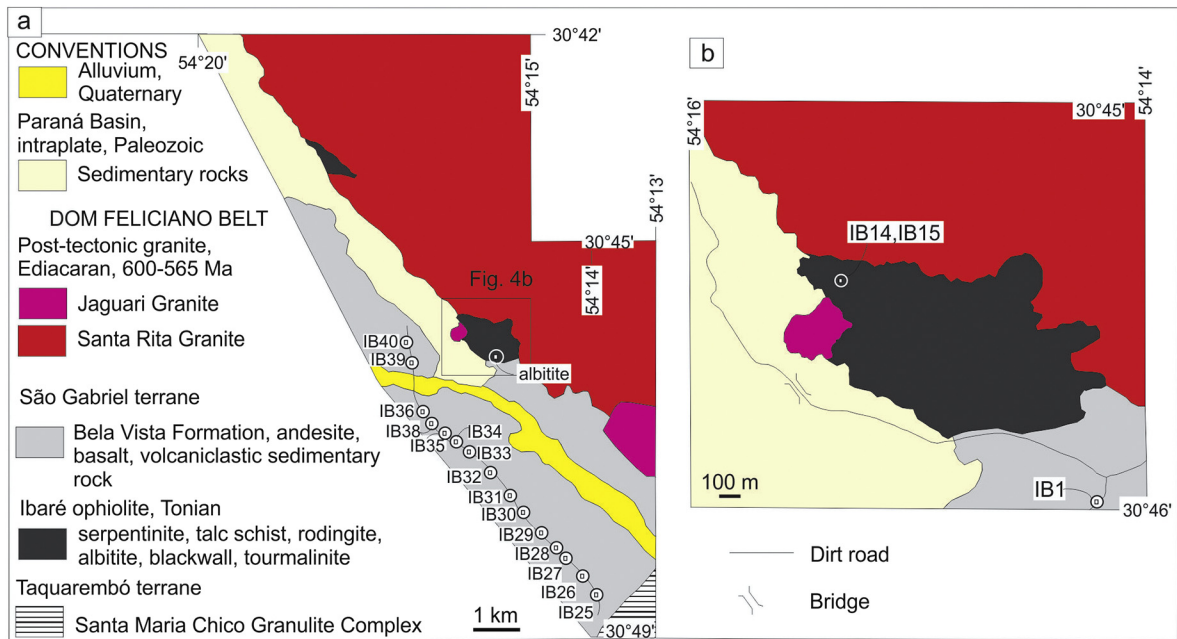 a
CONVENTIONS
Alluvium,
Quaternary
Paraná Basin,
intraplate, Paleozoic
Sedimentary rocks
DOM FELICIANO BELT
Post-tectonic granite,
Ediacaran, 600-565 Ma
Jaguari Granite
Santa Rita Granite
São Gabriel terrane
Bela Vista Formation, andesite,
basalt, volcaniclastic sedimentary
rock
Ibaré ophiolite, Tonian
serpentinite, talc schist, rodingite,
albitite, blackwall, tourmalinite
Taquarembó terrane
Santa Maria Chico Granulite Complex
54°20'
30°42'
54°15'
54°13'
30°45'
54°14'
Fig. 4b
albitite
IB40
IB39
IB36
IB38
IB35
IB34
IB33
IB32
IB31
IB30
IB29
IB28
IB27
IB26
IB25
1 km
30°49'
b
54°16'
30°45'
54°14'
IB14,IB15
100 m
IB1
30°46'
Dirt road
Bridge